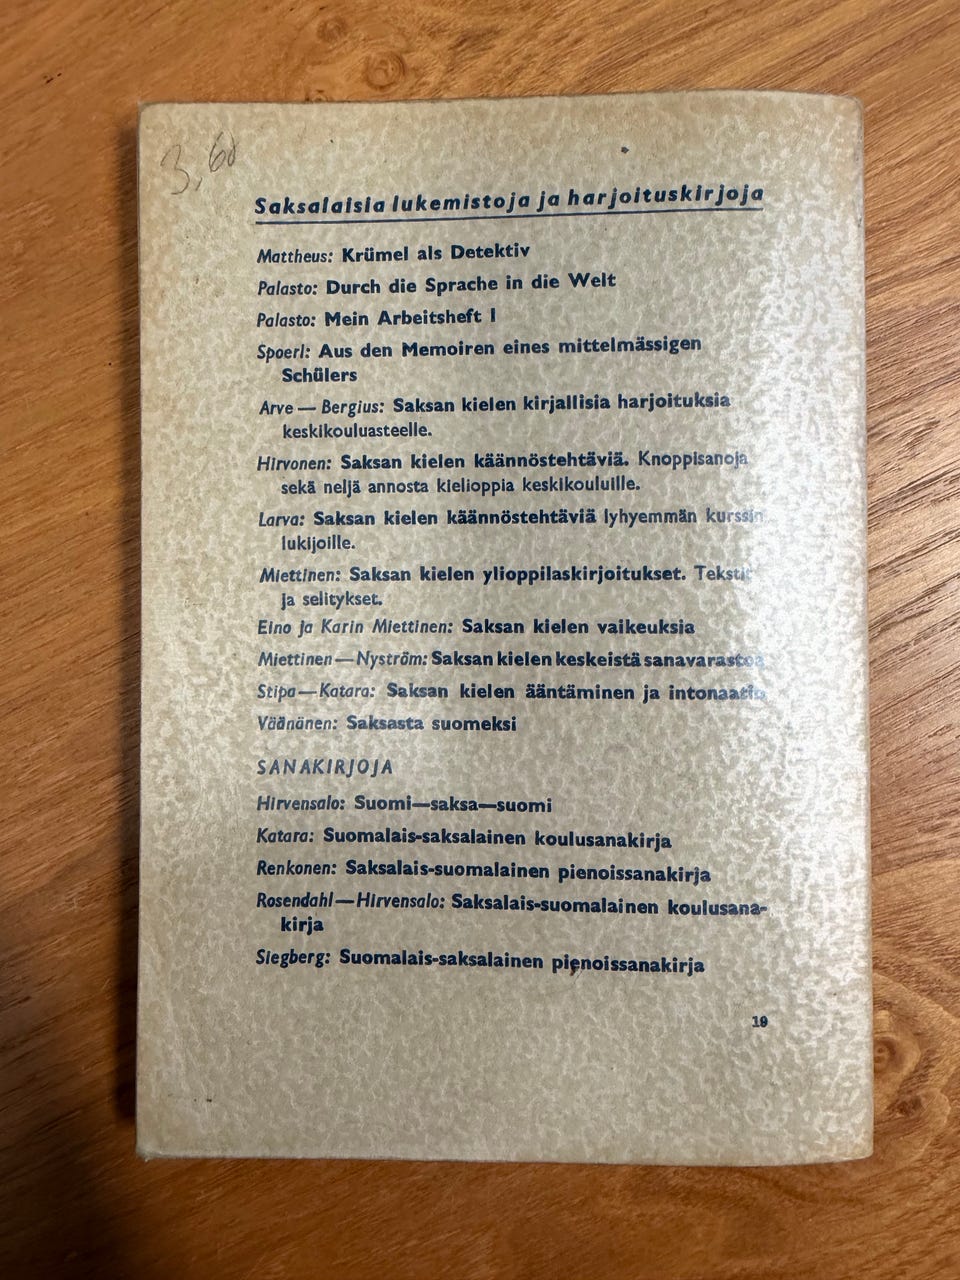 3,60
Saksalaisia lukemistoja ja harjoituskirjoja
Mattheus: Krümel als Detektiv
Palasto: Durch die Sprache in die Welt
Palasto: Mein Arbeitsheft I
Spoerl: Aus den Memoiren eines mittelmässigen
Schülers
Arve — Bergius: Saksan kielen kirjallisia harjoituksia
keskikouluasteelle.
Hirvonen: Saksan kielen käännöstehtäviä. Knoppisanoja
sekä neljä annosta kielioppia keskikouluille.
Larva: Saksan kielen käännöstehtäviä lyhyemmän kurssin
lukijoille.
Miettinen: Saksan kielen ylioppilaskirjoitukset. Tekstit
ja selitykset.
Eino ja Karin Miettinen: Saksan kielen vaikeuksia
Miettinen — Nyström: Saksan kielen keskeistä sanavarastoa
Stipa — Katara: Saksan kielen ääntäminen ja intonaatio
Väänänen: Saksasta suomeksi
SANAKIRJOJA
Hirvensalo: Suomi—saksa—suomi
Katara: Suomalais-saksalainen koulusanakirja
Renkonen: Saksalais-suomalainen pienoissanakirja
Rosendahl — Hirvensalo: Saksalais-suomalainen koulusana-
kirja
Siegberg: Suomalais-saksalainen pienoissanakirja
19